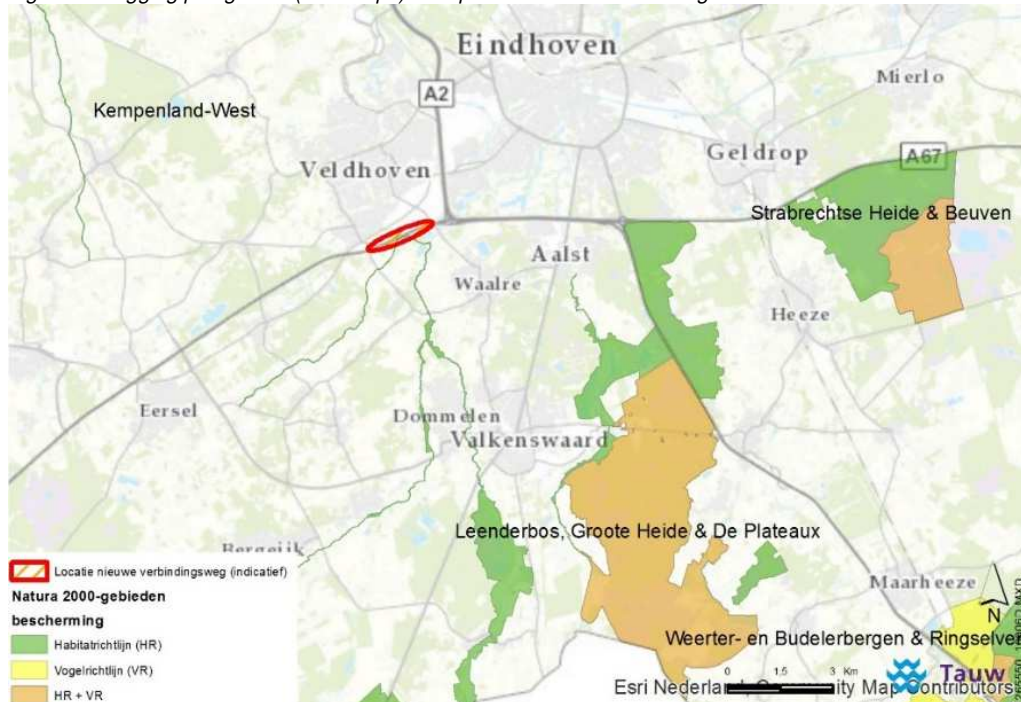 Eindhoven
Mierlo
A2
Kempenland-West
Geldrop
A67
Veldhoven
Strabrechtse Heide & Beuven
Aalst
Waalre
Heeze
Eersel
Dommelen
Valkenswaard
Leenderbos, Groote Heide & De Plateaux
Bergeijk
Maarheeze
Locatie nieuwe verbindingsweg (indicatief)
Natura 2000-gebieden
bescherming
Habitatrichtlijn (HR)
Vogelrichtlijn (VR)
HR + VR
N
Weerter- en Budelerbergen & Ringselven
0 1,5 3 Km
Tauw
Esri Nederland, Community Map Contributors